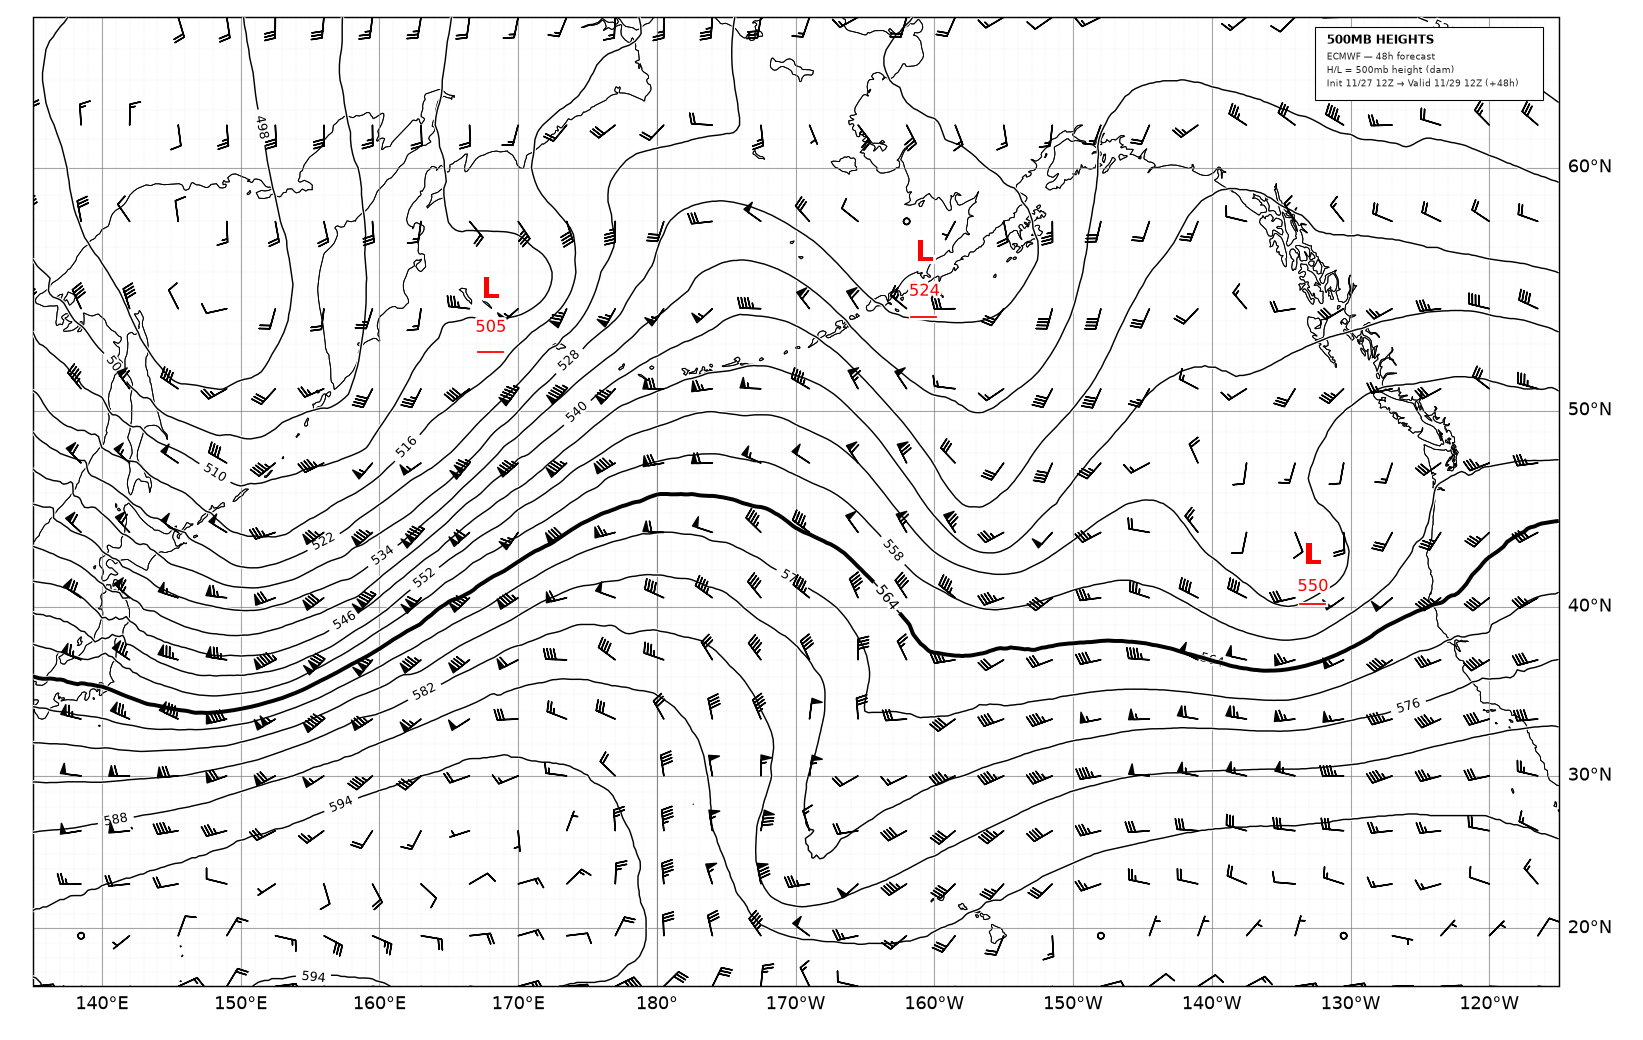 500MB HEIGHTS
ECMWF — 48h forecast
H/L = 500mb height (dam)
Init 11/27 12Z → Valid 11/29 12Z (+48h)
498
60°N
L
524
L
505
50
528
50°N
540
516
510
522
534
558
L
550
552
57
564
40°N
546
582
576
30°N
594
588
20°N
594
140°E 150°E 160°E 170°E 180° 170°W 160°W 150°W 140°W 130°W 120°W